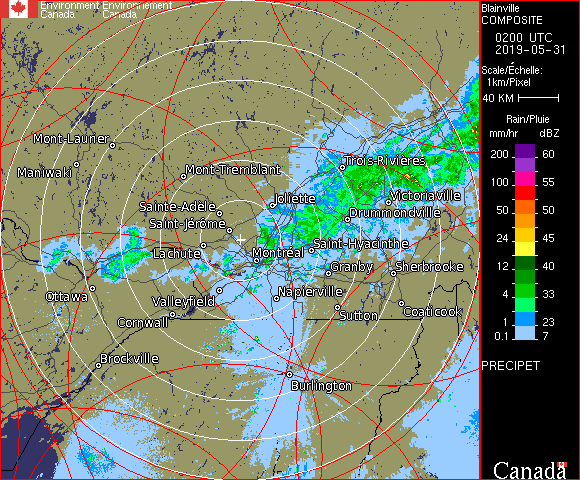 Environment Environnement
Canada Canada
Blainville
COMPOSITE
0200 UTC
2019-05-31
Scale/Échelle:
1km/Pixel
40 KM
Rain/Pluie
mm/hr dBZ
200 60
100 55
50 50
24 45
12 40
4 33
1 23
0.1 7
PRECIPET
Canada
Mont-Laurier
Maniwaki
Mont-Tremblant
Trois-Rivières
Joliette
Victoriaville
Sainte-Adele
Drummondville
Saint-Jérôme
Lachute
Montréal
Saint-Hyacinthe
Granby
Sherbrooke
Ottawa
Valleyfield
Napierville
Cornwall
Sutton
Coaticook
Brockville
Burlington